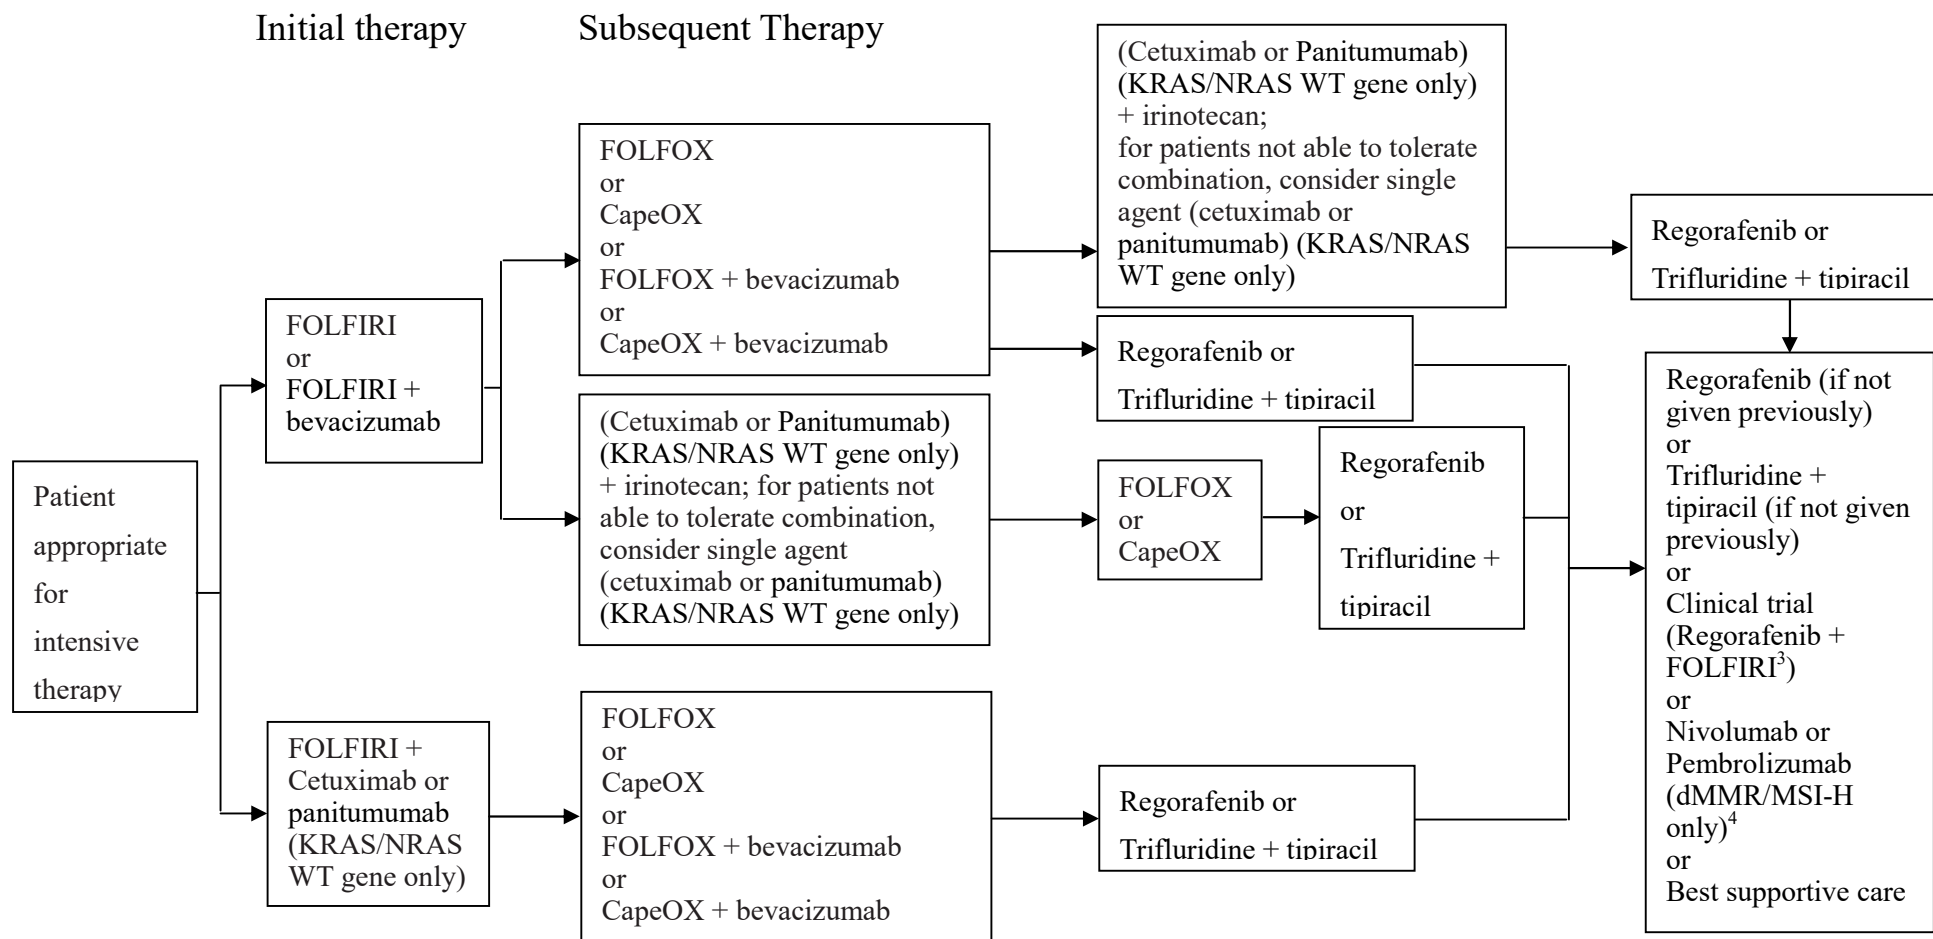 Initial therapy
Subsequent Therapy
Patient
appropriate
for
intensive
therapy
FOLFIRI
or
FOLFIRI +
bevacizumab
FOLFIRI +
Cetuximab or
panitumumab
(KRAS/NRAS
WT gene only)
FOLFOX
or
CapeOX
or
FOLFOX + bevacizumab
or
CapeOX + bevacizumab
(Cetuximab or Panitumumab)
(KRAS/NRAS WT gene only)
+ irinotecan; for patients not
able to tolerate combination,
consider single agent
(cetuximab or panitumumab)
(KRAS/NRAS WT gene only)
FOLFOX
or
CapeOX
or
FOLFOX + bevacizumab
or
CapeOX + bevacizumab
(Cetuximab or Panitumumab)
(KRAS/NRAS WT gene only)
+ irinotecan;
for patients not able to tolerate
combination, consider single
agent (cetuximab or
panitumumab) (KRAS/NRAS
WT gene only)
Regorafenib or
Trifluridine + tipiracil
FOLFOX
or
CapeOX
Regorafenib
or
Trifluridine +
tipiracil
Regorafenib or
Trifluridine + tipiracil
Regorafenib or
Trifluridine + tipiracil
Regorafenib (if not
given previously)
or
Trifluridine +
tipiracil (if not given
previously)
or
Clinical trial
(Regorafenib +
FOLFIRI³)
or
Nivolumab or
Pembrolizumab
(dMMR/MSI-H
only)⁴
or
Best supportive care